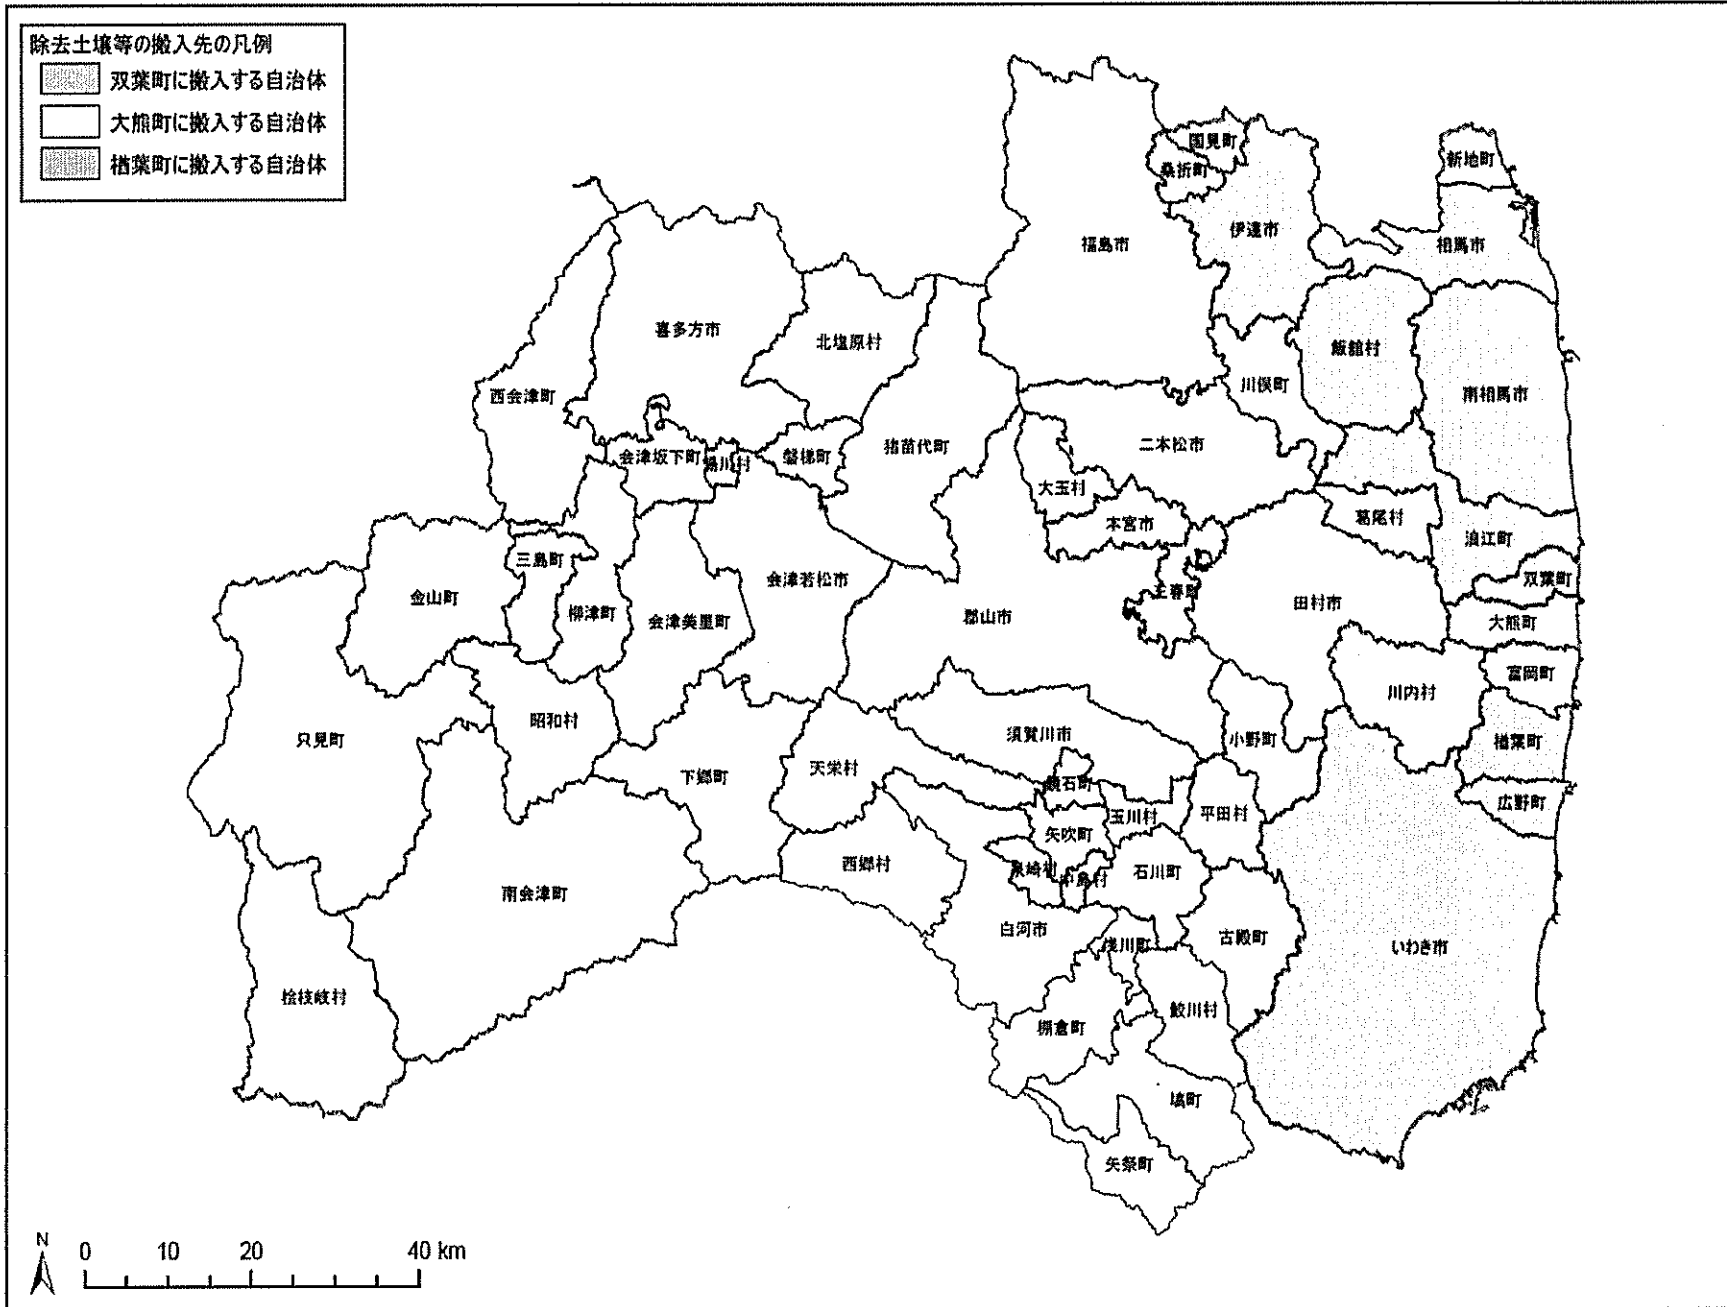 除去土壌等の搬入先の凡例
双葉町に搬入する自治体
大熊町に搬入する自治体
楢葉町に搬入する自治体
国見町
桑折町
新地町
伊達市
福島市
相馬市
喜多方市
北塩原村
飯舘村
川俣町
南相馬市
西会津町
猪苗代町
二本松市
会津坂下町
湯川村
磐梯町
大玉村
本宮市
葛尾村
浪江町
三島町
双葉町
会津若松市
金山町
柳津町
会津美里町
三春町
田村市
郡山市
大熊町
富岡町
川内村
昭和村
只見町
須賀川市
小野町
楢葉町
下郷町
天栄村
鏡石町
広野町
玉川村
平田村
矢吹町
西郷村
泉崎村
中島村
石川町
南会津町
白河市
浅川町
古殿町
いわき市
桧枝岐村
鮫川村
棚倉町
塙町
矢祭町
N
0 10 20 40 km